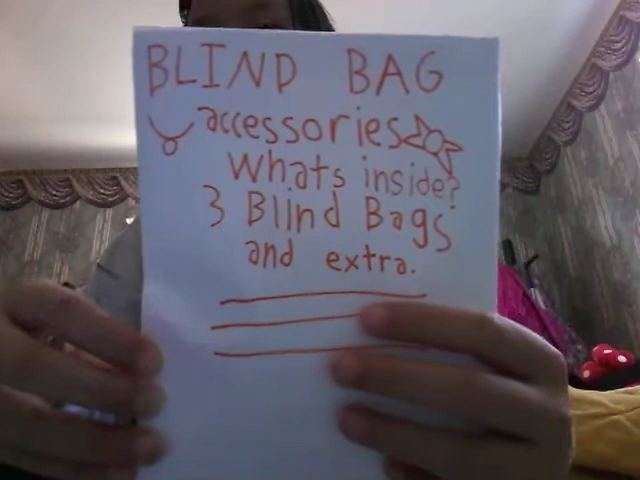 BLIND BAG
accessories
Whats inside?
3 Blind Bags
and extra.